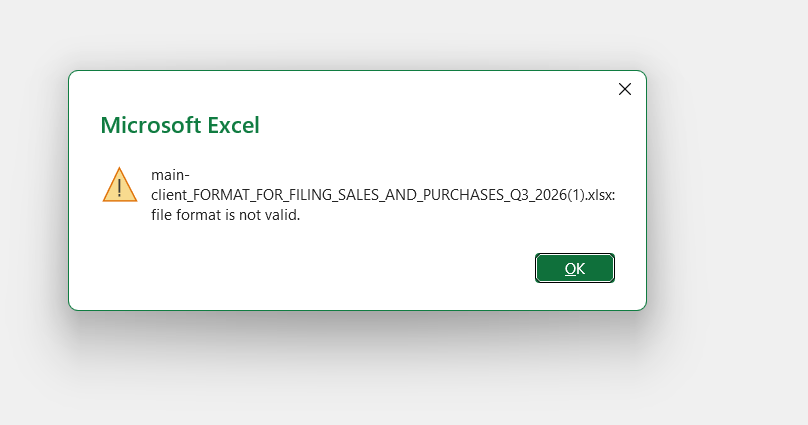 Microsoft Excel
main-
client_FORMAT_FOR_FILING_SALES_AND_PURCHASES_Q3_2026(1).xlsx:
file format is not valid.
OK